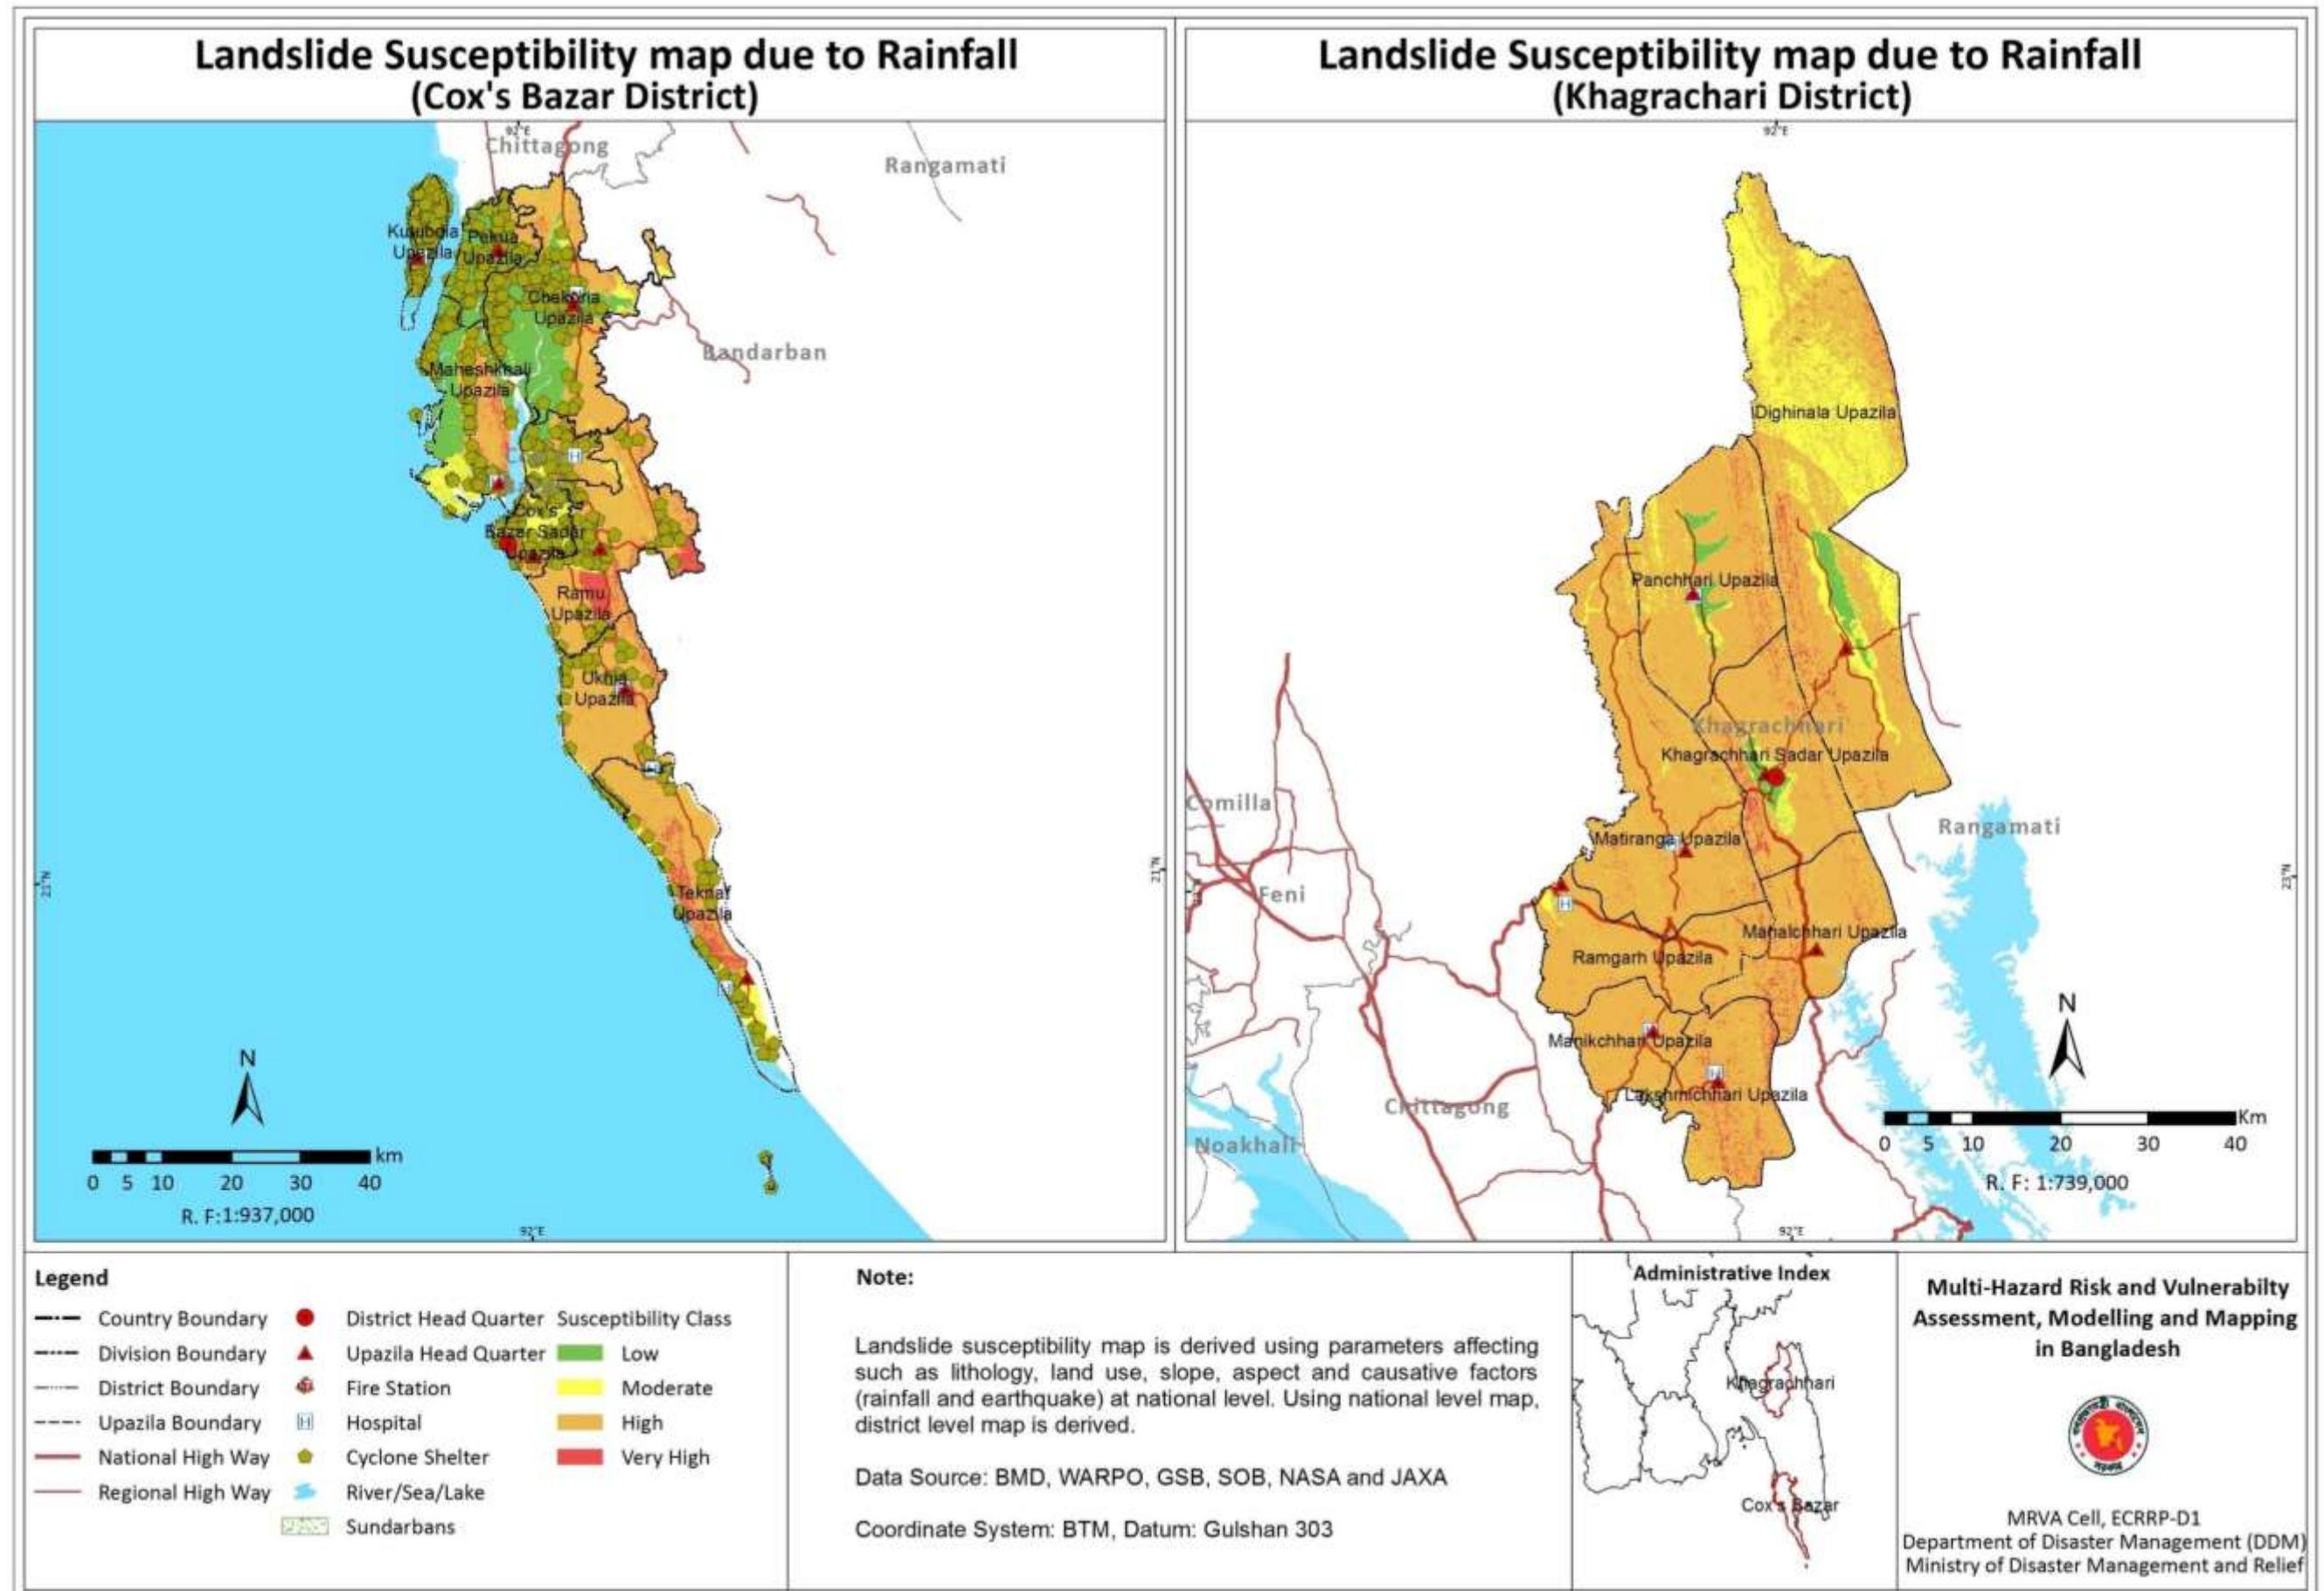 Landslide Susceptibility map due to Rainfall
(Cox's Bazar District)
92°E
Chittagong
Rangamati
Kutubdia
Upazila
Pekua
Upazila
Chekoria
Upazila
Bandarban
Maheshkhali
Upazila
Cox's
Bazar Sadar
Upazila
Ramu
Upazila
Ukhia
Upazila
Teknaf
Upazila
21°N
21°N
N
km
0 5 10 20 30 40
R. F:1:937,000
92°E
Landslide Susceptibility map due to Rainfall
(Khagrachari District)
92°E
Dighinala Upazila
Panchhari Upazila
Khagrachhari
Khagrachhari Sadar Upazila
Comilla
Rangamati
Matiranga Upazila
23°N
Feni
Mahalchhari Upazila
Ramgarh Upazila
N
Manikchhari Upazila
Lakshmichhari Upazila
Chittagong
Noakhali
Km
0 5 10 20 30 40
R. F: 1:739,000
92°E
Legend
Country Boundary
Division Boundary
District Boundary
Upazila Boundary
National High Way
Regional High Way
District Head Quarter
Upazila Head Quarter
Fire Station
H Hospital
Cyclone Shelter
River/Sea/Lake
Sundarbans
Susceptibility Class
Low
Moderate
High
Very High
Note:
Landslide susceptibility map is derived using parameters affecting
such as lithology, land use, slope, aspect and causative factors
(rainfall and earthquake) at national level. Using national level map,
district level map is derived.
Data Source: BMD, WARPO, GSB, SOB, NASA and JAXA
Coordinate System: BTM, Datum: Gulshan 303
Administrative Index
Khagrachhari
Cox's Bazar
Multi-Hazard Risk and Vulnerabilty
Assessment, Modelling and Mapping
in Bangladesh
MRVA Cell, ECRRP-D1
Department of Disaster Management (DDM)
Ministry of Disaster Management and Relief